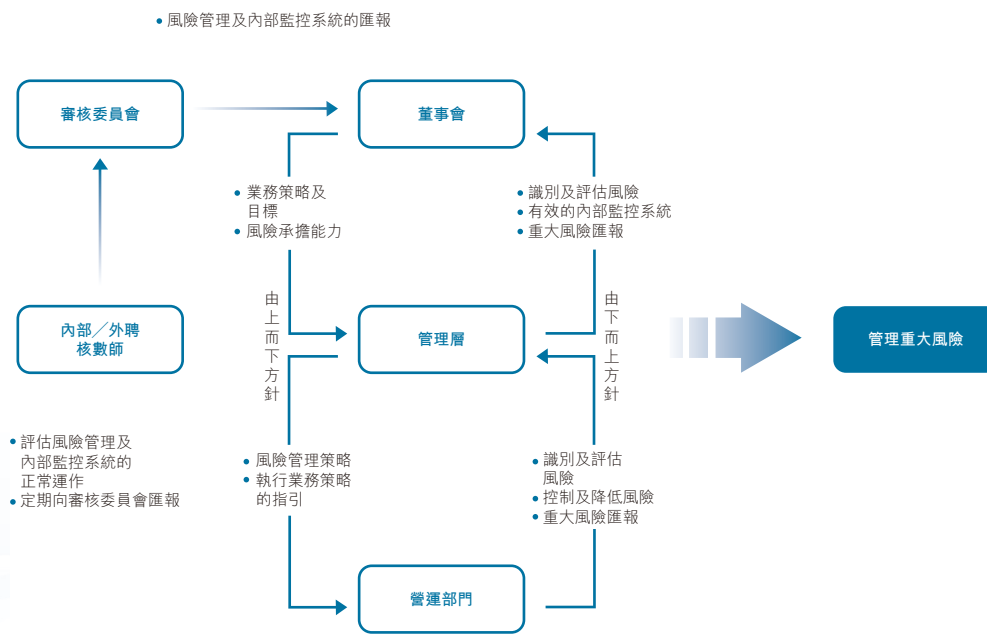 • 風險管理及內部監控系統的匯報
審核委員會
董事會
• 業務策略及
目標
• 風險承擔能力
• 識別及評估風險
• 有效的內部監控系統
• 重大風險匯報
由上而下方針
由下而上方針
內部／外聘
核數師
管理層
管理重大風險
• 評估風險管理及
內部監控系統的
正常運作
• 定期向審核委員會匯報
• 風險管理策略
• 執行業務策略
的指引
• 識別及評估
風險
• 控制及降低風險
• 重大風險匯報
營運部門